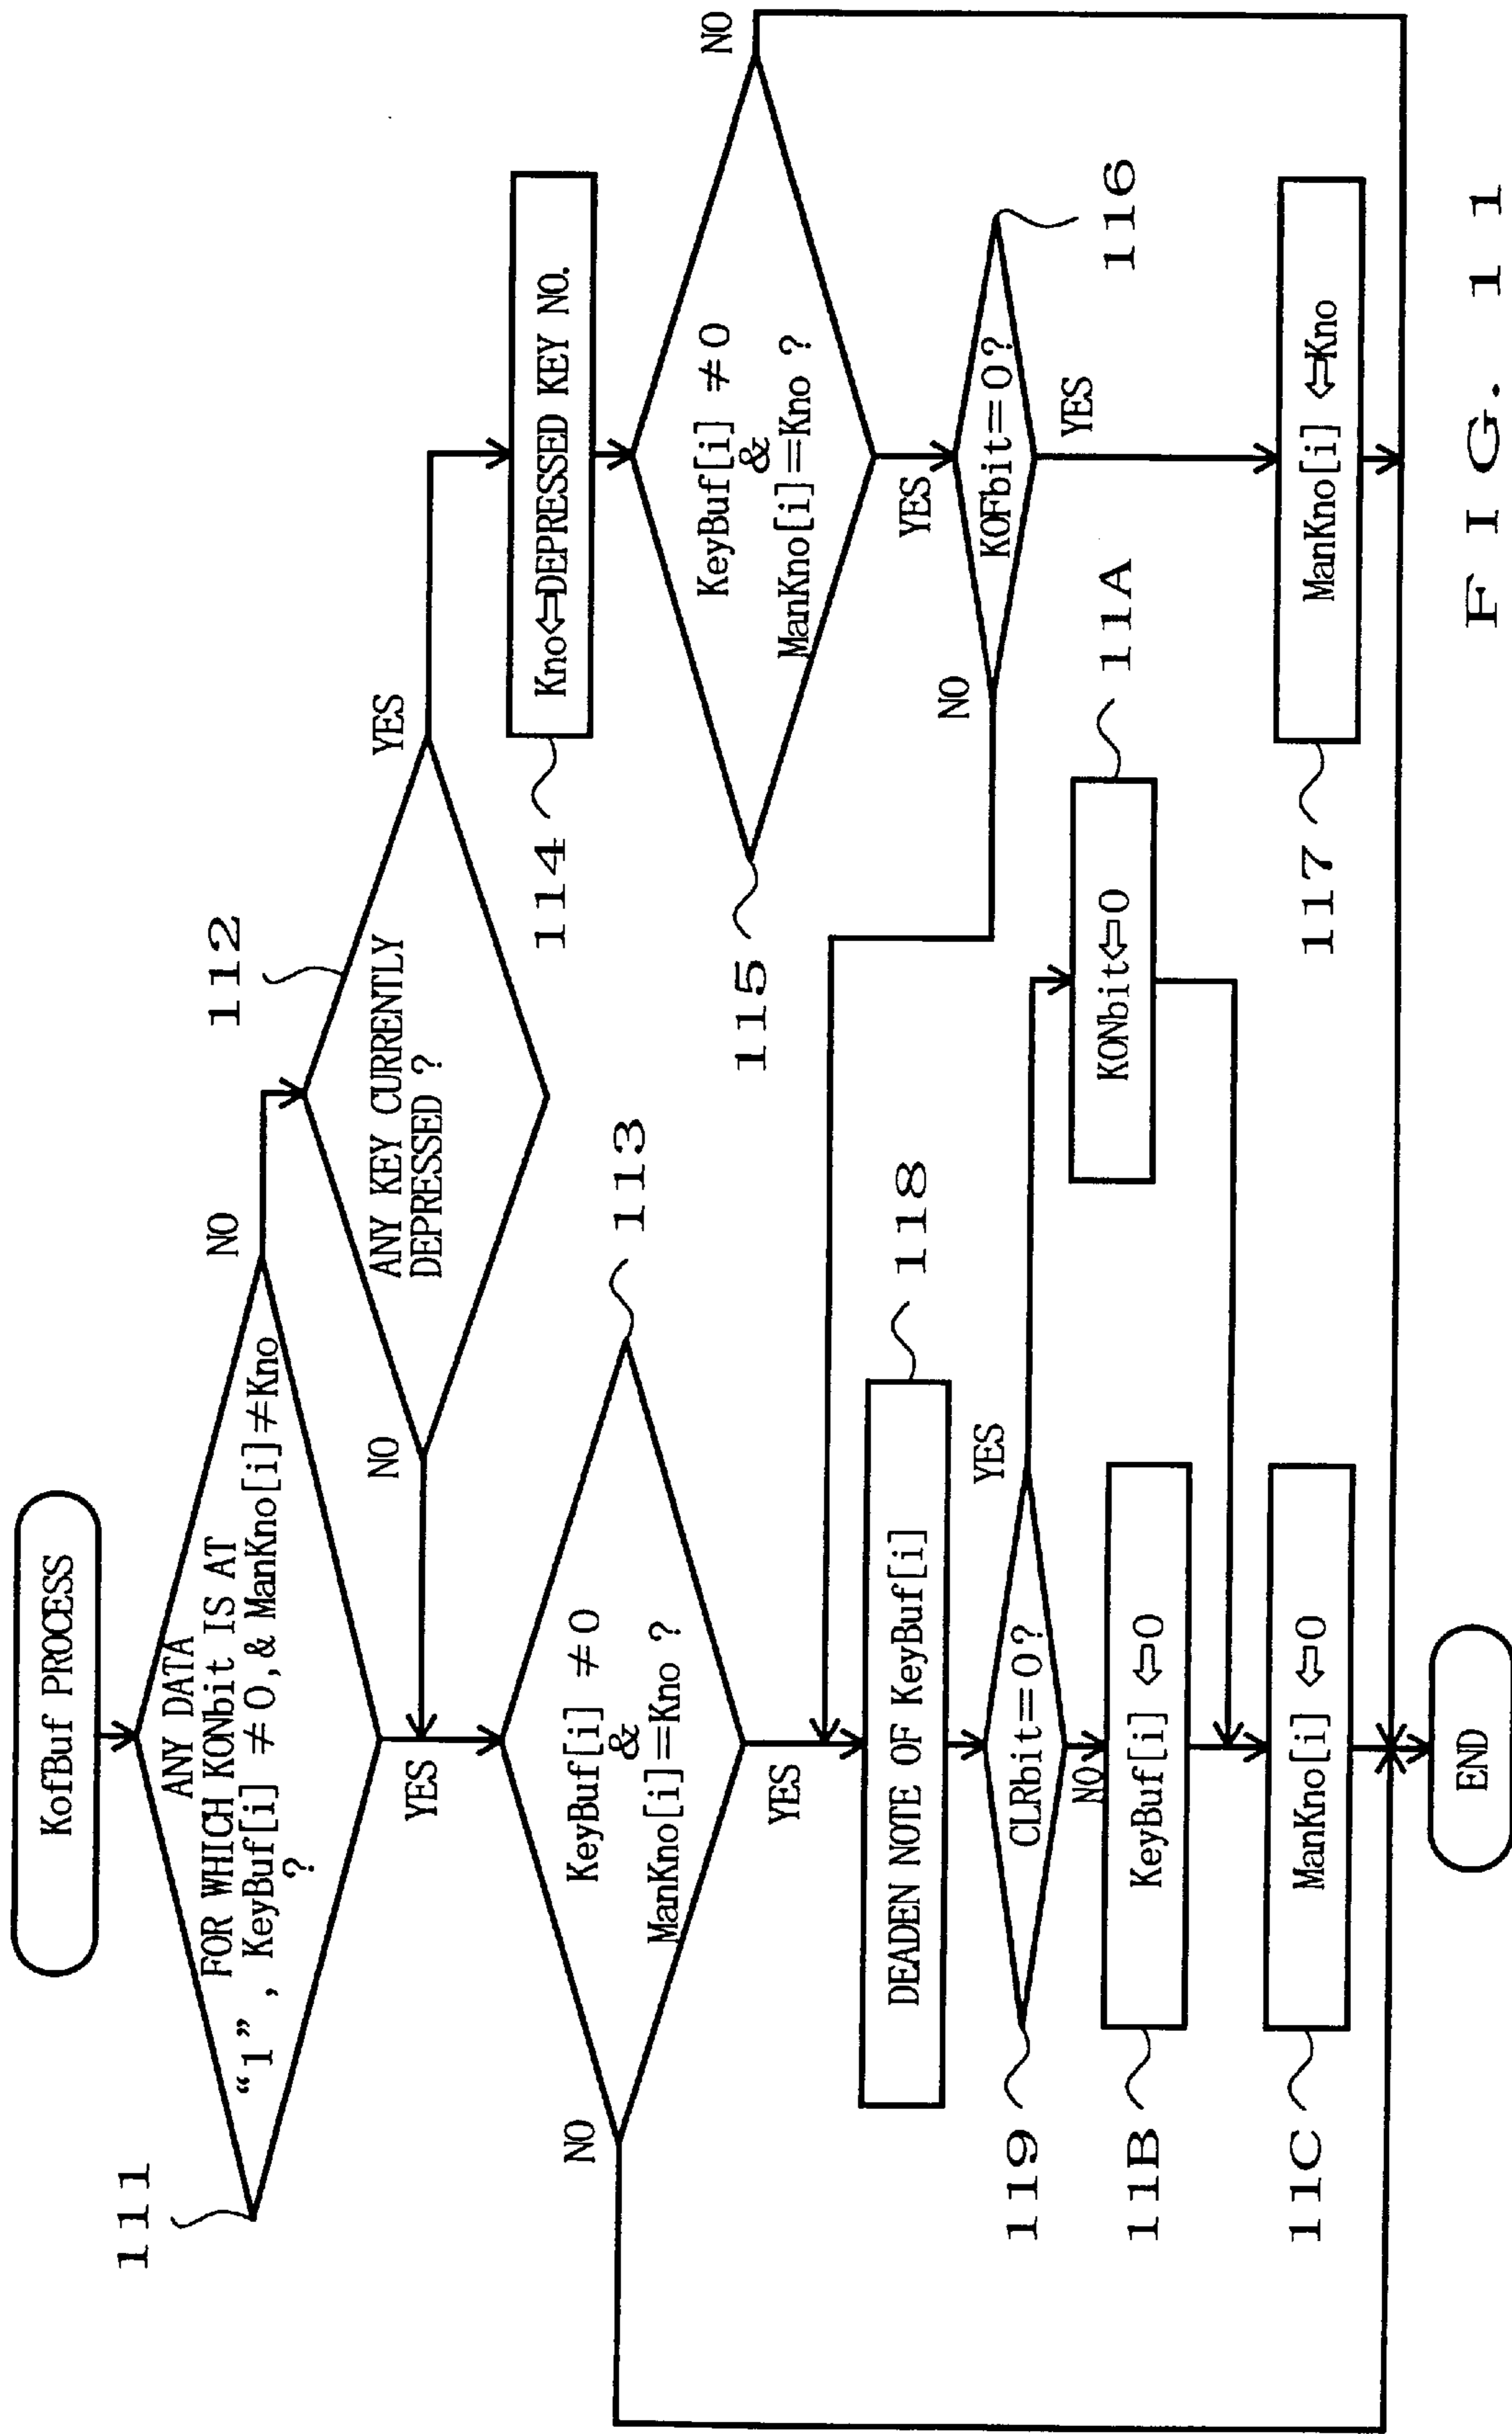 KofBuf PROCESS
111
ANY DATA
FOR WHICH KONbit IS AT
“1”, KeyBuf[i] ≠ 0, & ManKno[i]≠Kno
?
NO
YES
112
ANY KEY CURRENTLY
DEPRESSED ?
NO
YES
113
KeyBuf[i] ≠ 0
&
ManKno[i]=Kno ?
NO
YES
114
Kno⇐DEPRESSED KEY NO.
115
KeyBuf[i] ≠ 0
&
ManKno[i]=Kno ?
NO
YES
116
KOFbit=0?
NO
YES
117
ManKno[i] ⇐Kno
118
DEADEN NOTE OF KeyBuf[i]
119
CLRbit=0?
YES
NO
11A
KONbit⇐0
11B
KeyBuf[i] ⇐0
11C
ManKno[i] ⇐0
END
FIG. 11